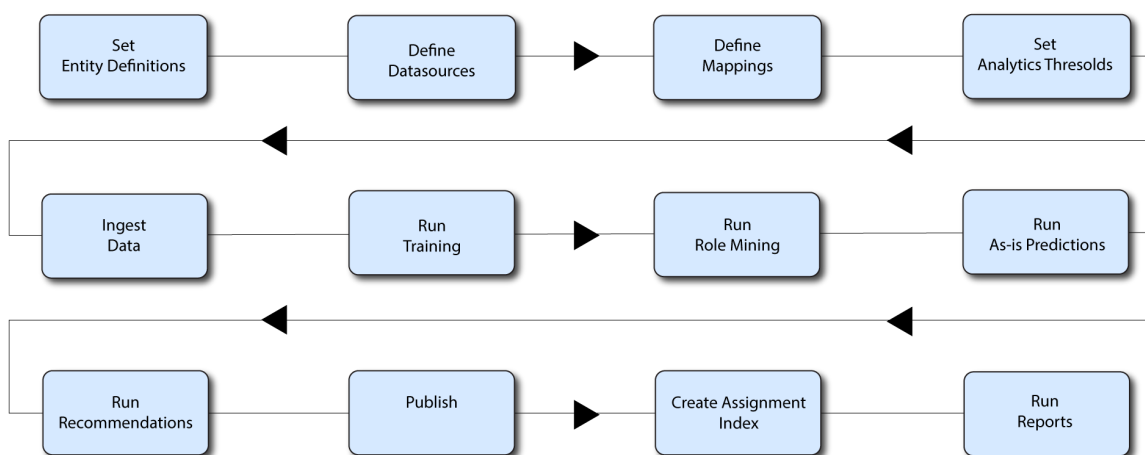 Set
Entity Definitions
Define
Datasources
Define
Mappings
Set
Analytics Thresolds
Ingest
Data
Run
Training
Run
Role Mining
Run
As-is Predictions
Run
Recommendations
Publish
Create Assignment
Index
Run
Reports